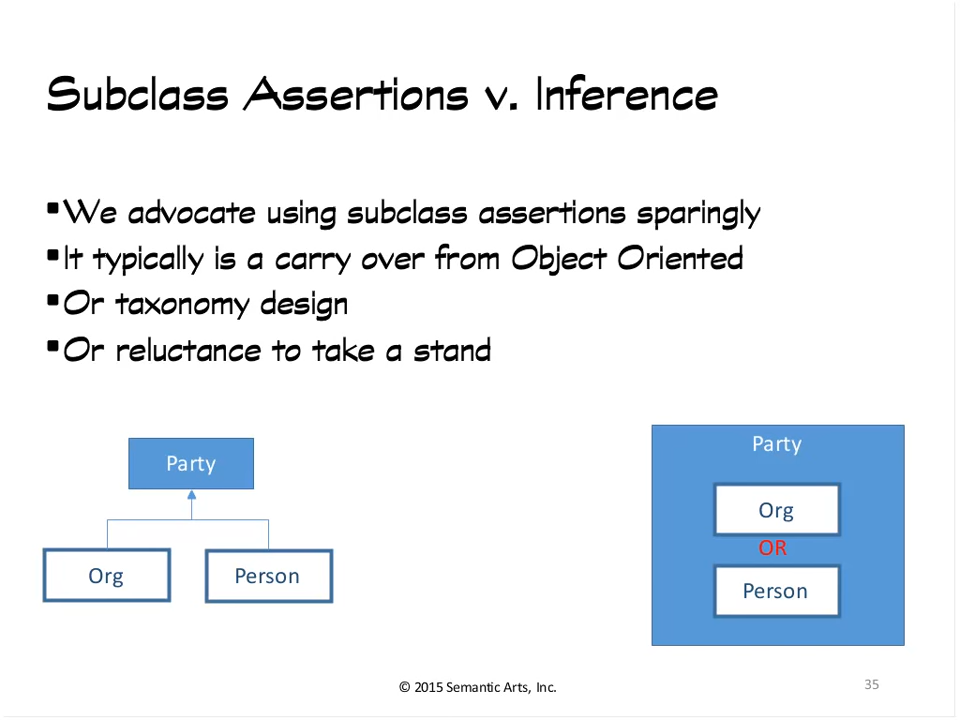 Subclass Assertions v. Inference
▪We advocate using subclass assertions sparingly
▪It typically is a carry over from Object Oriented
▪Or taxonomy design
▪Or reluctance to take a stand
Party
Org
Person
Party
Org
OR
Person
© 2015 Semantic Arts, Inc.
35